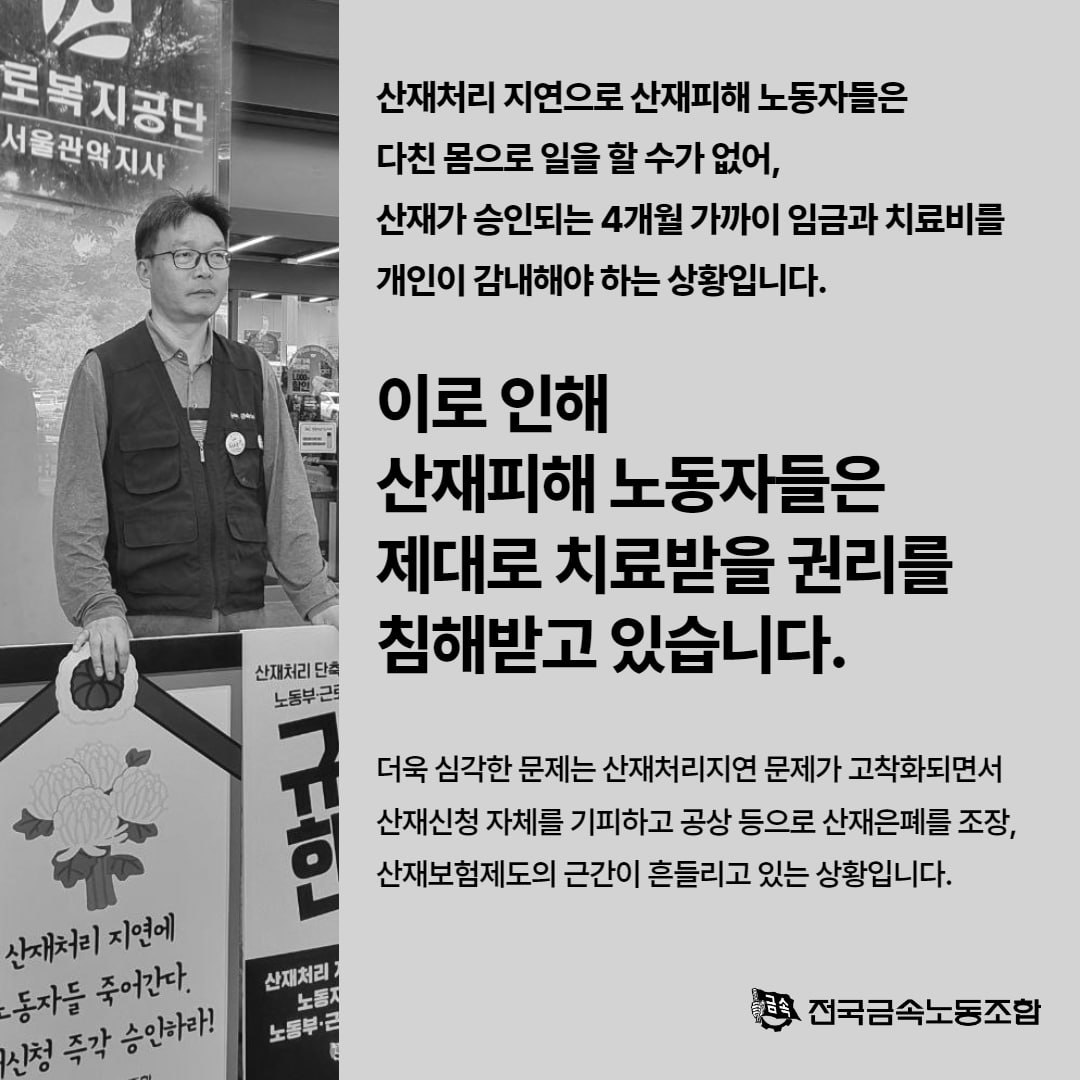 로복지공단
서울관악지사
산재처리 지연으로 산재피해 노동자들은
다친 몸으로 일을 할 수가 없어,
산재가 승인되는 4개월 가까이 임금과 치료비를
개인이 감내해야 하는 상황입니다.
이로 인해
산재피해 노동자들은
제대로 치료받을 권리를
침해받고 있습니다.
더욱 심각한 문제는 산재처리지연 문제가 고착화되면서
산재신청 자체를 기피하고 공상 등으로 산재은폐를 조장,
산재보험제도의 근간이 흔들리고 있는 상황입니다.
산재처리 지연에
노동자들 죽어간다.
신청 즉각 승인하라!
산재처리 단축
노동부·근로
규
산재처리
노동자
노동부·근
금속
전국금속노동조합